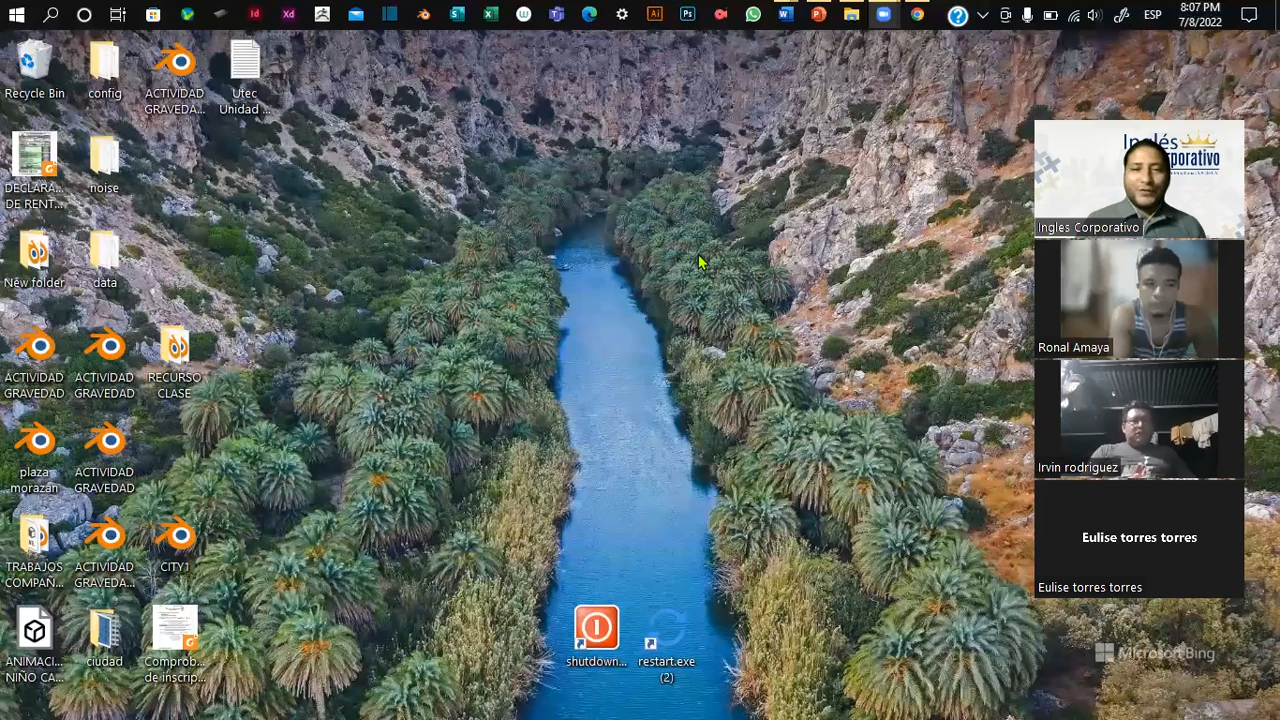 8:07 PM
ESP
7/8/2022
Recycle Bin
config
ACTIVIDAD
GRAVEDA...
Utec
Unidad ...
DECLARA...
DE RENT...
noise
New folder
data
ACTIVIDAD
GRAVEDAD
ACTIVIDAD
GRAVEDAD
RECURSO
CLASE
plaza
morazan
ACTIVIDAD
GRAVEDAD
TRABAJOS
COMPAÑ...
ACTIVIDAD
GRAVEDA...
CITY1
ANIMACI...
NIÑO CA...
ciudad
Comprob...
de inscrip...
shutdown...
restart.exe
(2)
Inglés
Ingles Corporativo
Ronal Amaya
Irvin rodriguez
Eulise torres torres
Eulise torres torres
Microsoft Bing